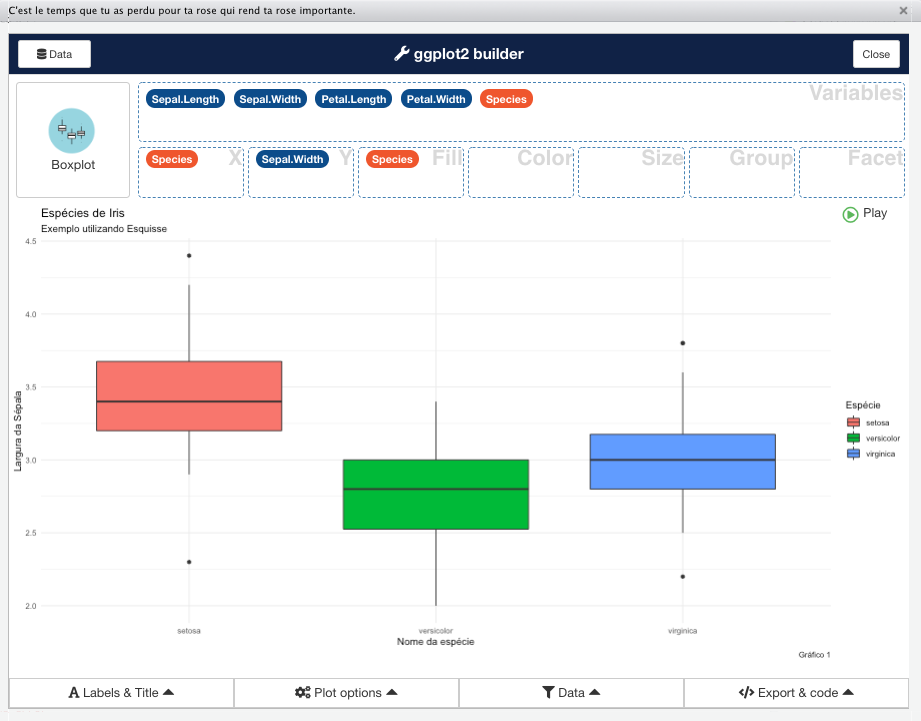 C'est le temps que tu as perdu pour ta rose qui rend ta rose importante.
Data
ggplot2 builder
Close
Boxplot
Sepal.Length Sepal.Width Petal.Length Petal.Width Species
Variables
Species X
Sepal.Width Y
Species Fill
Color
Size
Group
Facet
Espécies de Iris
Exemplo utilizando Esquisse
Play
4.5
4.0
3.5
3.0
2.5
2.0
Largura da Sépala
setosa versicolor virginica
Nome da espécie
Gráfico 1
Espécie
setosa
versicolor
virginica
Labels & Title
Plot options
Data
Export & code